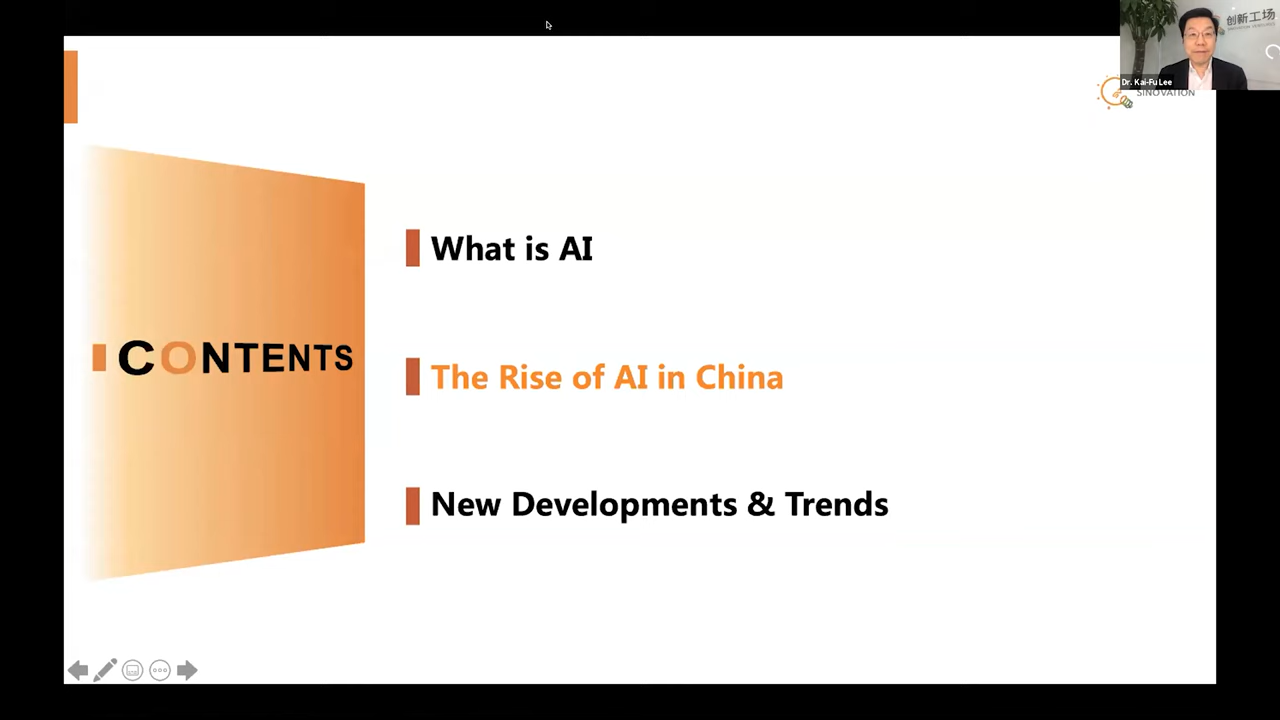 创新工场
Dr. Kai-Fu Lee
SINOVATION
What is AI
CONTENTS
The Rise of AI in China
New Developments & Trends